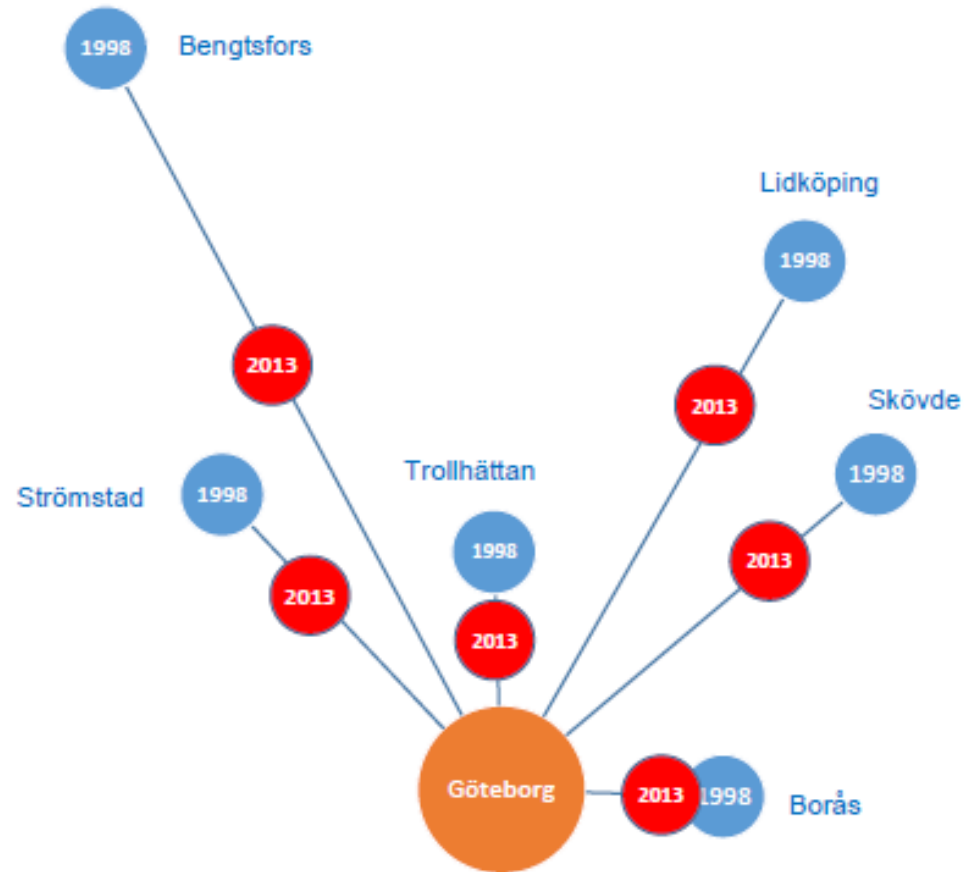 1998 Bengtsfors
Lidköping
1998
2013
2013
Skövde
Trollhättan
1998
Strömstad
1998
1998
2013
2013
2013
Göteborg
2013
1998
Borås